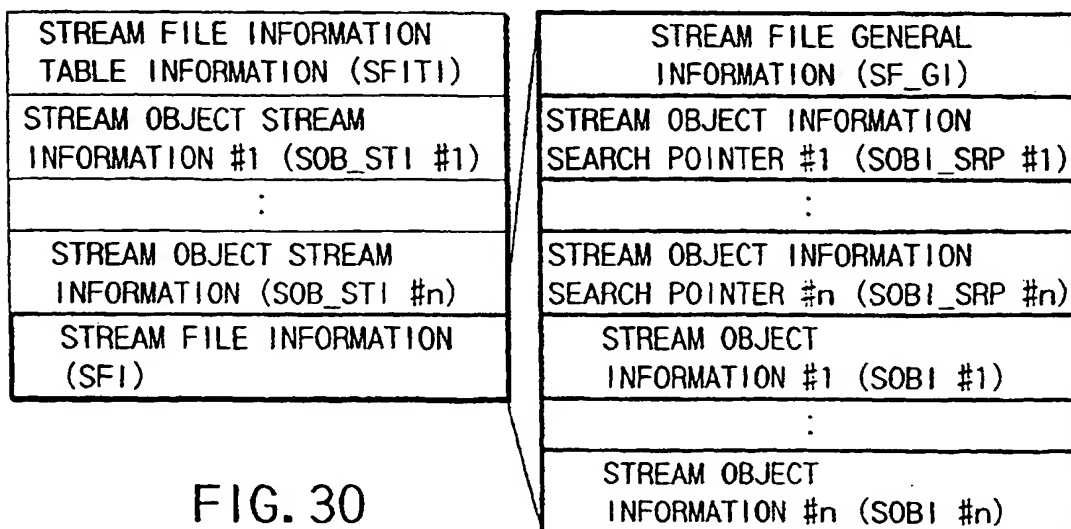 STREAM FILE INFORMATION
TABLE INFORMATION (SFITI)
STREAM OBJECT STREAM
INFORMATION #1 (SOB_STI #1)
:
STREAM OBJECT STREAM
INFORMATION (SOB_STI #n)
STREAM FILE INFORMATION
(SFI)
STREAM FILE GENERAL
INFORMATION (SF_GI)
STREAM OBJECT INFORMATION
SEARCH POINTER #1 (SOBI_SRP #1)
:
STREAM OBJECT INFORMATION
SEARCH POINTER #n (SOBI_SRP #n)
STREAM OBJECT
INFORMATION #1 (SOBI #1)
:
STREAM OBJECT
INFORMATION #n (SOBI #n)
FIG. 30